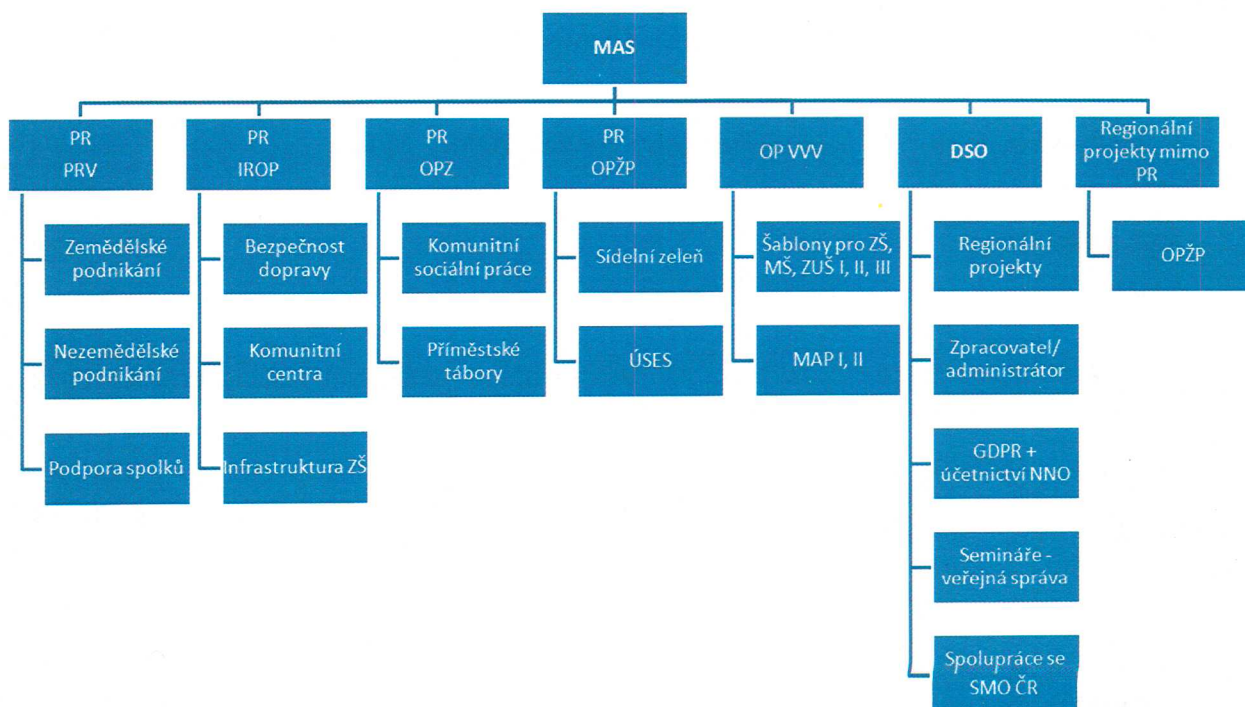 MAS
PR
PRV
PR
IROP
PR
OPZ
PR
OPŽP
OP VVV
DSO
Regionální
projekty mimo
PR
Zemědělské
podnikání
Bezpečnost
dopravy
Komunitní
sociální práce
Sídelní zeleň
Šablony pro ZŠ,
MŠ, ZUŠ I, II, III
Regionální
projekty
OPŽP
Nezemědělské
podnikání
Komunitní
centra
Příměstské
tábory
ÚSES
MAP I, II
Zpracovatel/
administrátor
Podpora spolků
Infrastruktura ZŠ
GDPR +
účetnictví NNO
Semináře -
veřejná správa
Spolupráce se
SMO ČR